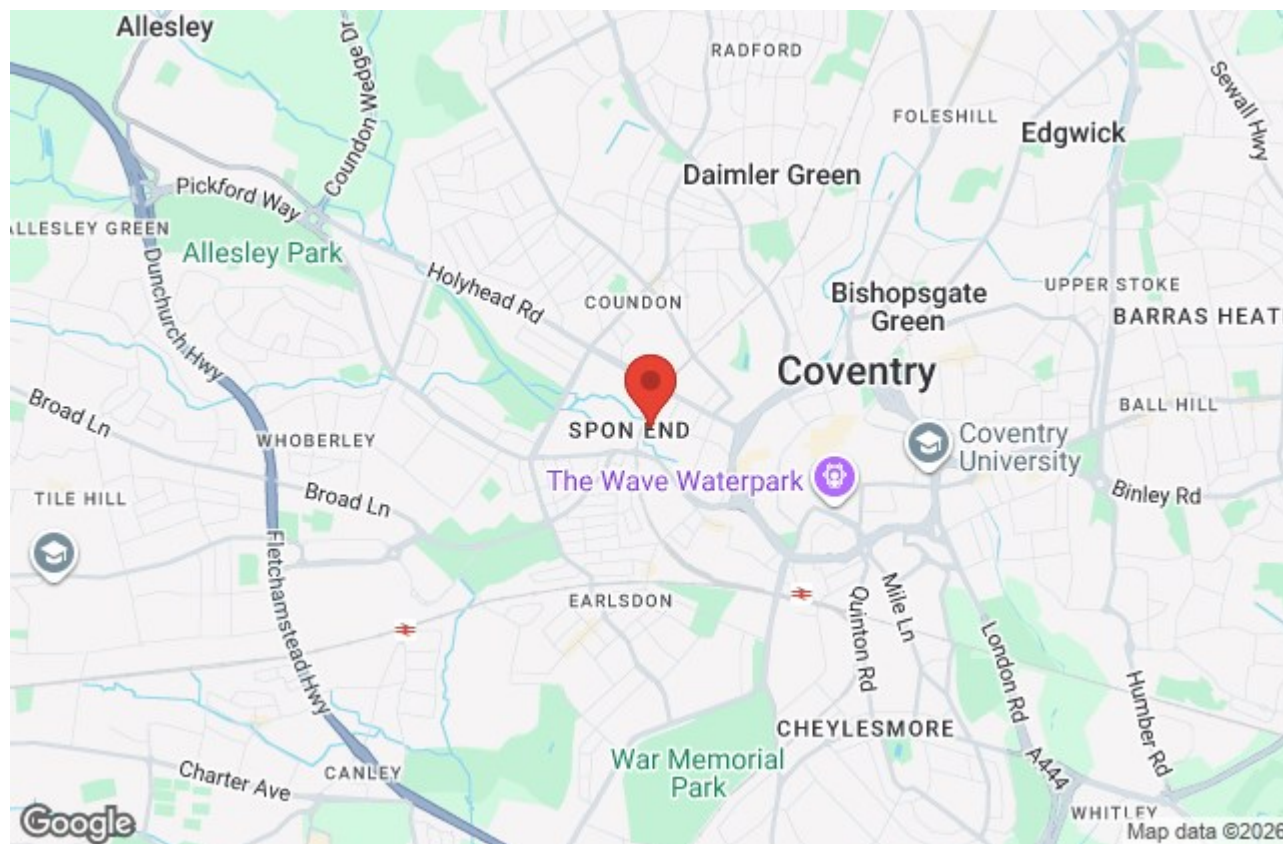 Allesley
Coundon Wedge Dr
RADFORD
Sewall Hwy
FOLESHILL
Edgwick
Daimler Green
Pickford Way
ALLESLEY GREEN
Allesley Park
Holyhead Rd
COUNDON
UPPER STOKE
Bishopsgate
Green
BARRAS HEAT
Dunchurch Hwy
Coventry
Broad Ln
BALL HILL
WHOBERLEY
SPON END
Coventry
University
The Wave Waterpark
TILE HILL
Broad Ln
Binley Rd
Fletchamstead Hwy
EARLSDON
Mile Ln
Quinton Rd
London Rd
Humber Rd
CHEYLESMORE
War Memorial
Park
A444
Charter Ave
CANLEY
WHITLEY
Google
Map data ©2026